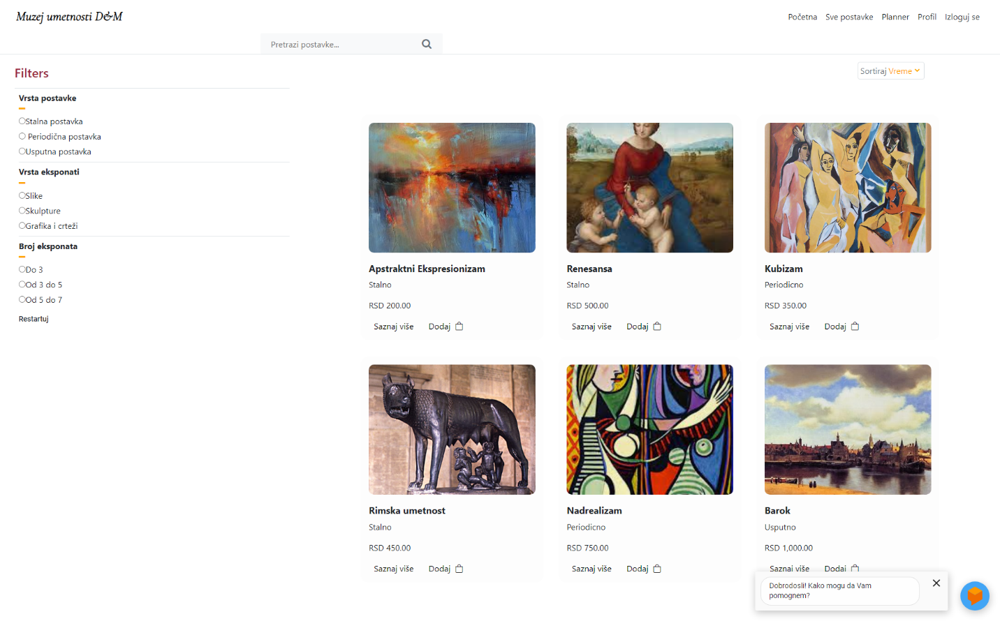 Muzej umetnosti D&M
Početna Sve postavke Planner Profil Izloguj se
Pretrazi postavke...
Filters
Sortiraj Vreme
Vrsta postavke
Stalna postavka
Periodična postavka
Usputna postavka
Vrsta eksponati
Slike
Skulpture
Grafika i crteži
Broj eksponata
Do 3
Od 3 do 5
Od 5 do 7
Restartuj
Apstraktni Ekspresionizam
Stalno
RSD 200.00
Saznaj više Dodaj
Renesansa
Stalno
RSD 500.00
Saznaj više Dodaj
Kubizam
Periodicno
RSD 350.00
Saznaj više Dodaj
Rimska umetnost
Stalno
RSD 450.00
Saznaj više Dodaj
Nadrealizam
Periodicno
RSD 750.00
Saznaj više Dodaj
Barok
Usputno
RSD 1,000.00
Saznaj više Dodaj
Dobrodosli! Kako mogu da Vam
pomognem?